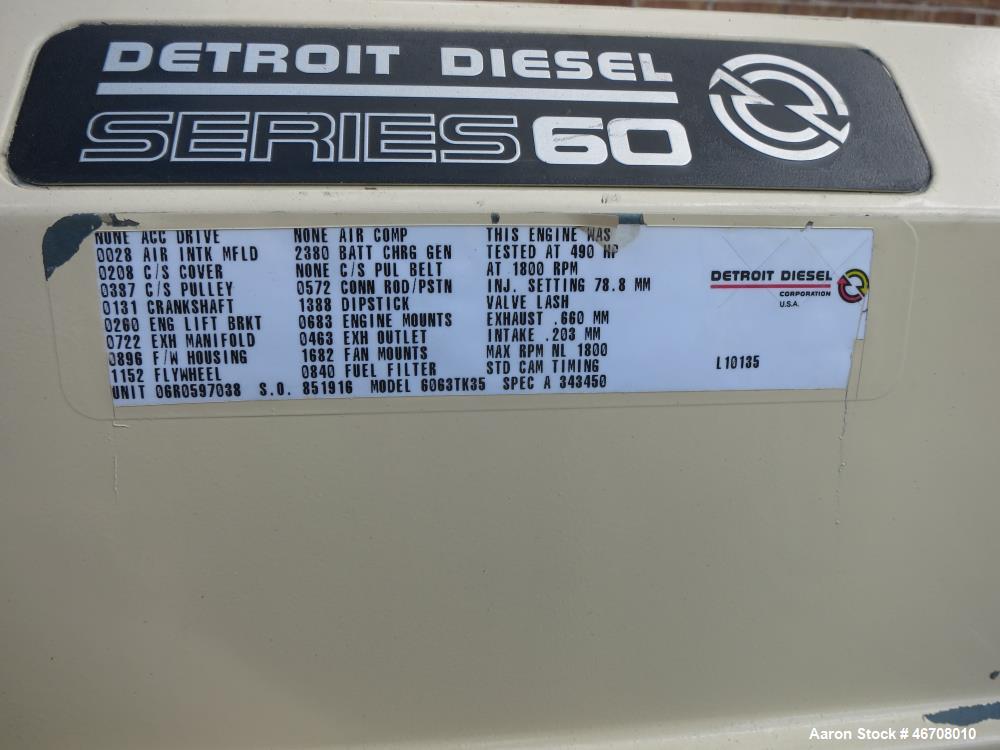 DETROIT DIESEL
SERIES 60
NONE ACC DRIVE NONE AIR COMP THIS ENGINE WAS
0028 AIR INTK MFLD 2380 BATT CHRG GEN TESTED AT 490 HP
0208 C/S COVER NONE C/S PUL BELT AT 1800 RPM
0387 C/S PULLEY 0572 CONN ROD/PSTN INJ. SETTING 78.8 MM
0131 CRANKSHAFT 1388 DIPSTICK VALVE LASH
0260 ENG LIFT BRKT 0683 ENGINE MOUNTS EXHAUST .660 MM
0722 EXH MANIFOLD 0463 EXH OUTLET INTAKE .203 MM
0896 F/W HOUSING 1682 FAN MOUNTS MAX RPM NL 1800
1152 FLYWHEEL 0840 FUEL FILTER STD CAM TIMING
UNIT 06R0597038 S.O. 851916 MODEL 6063TK35 SPEC A 343450
DETROIT DIESEL
CORPORATION
U.S.A.
L10135
Aaron Stock # 46708010